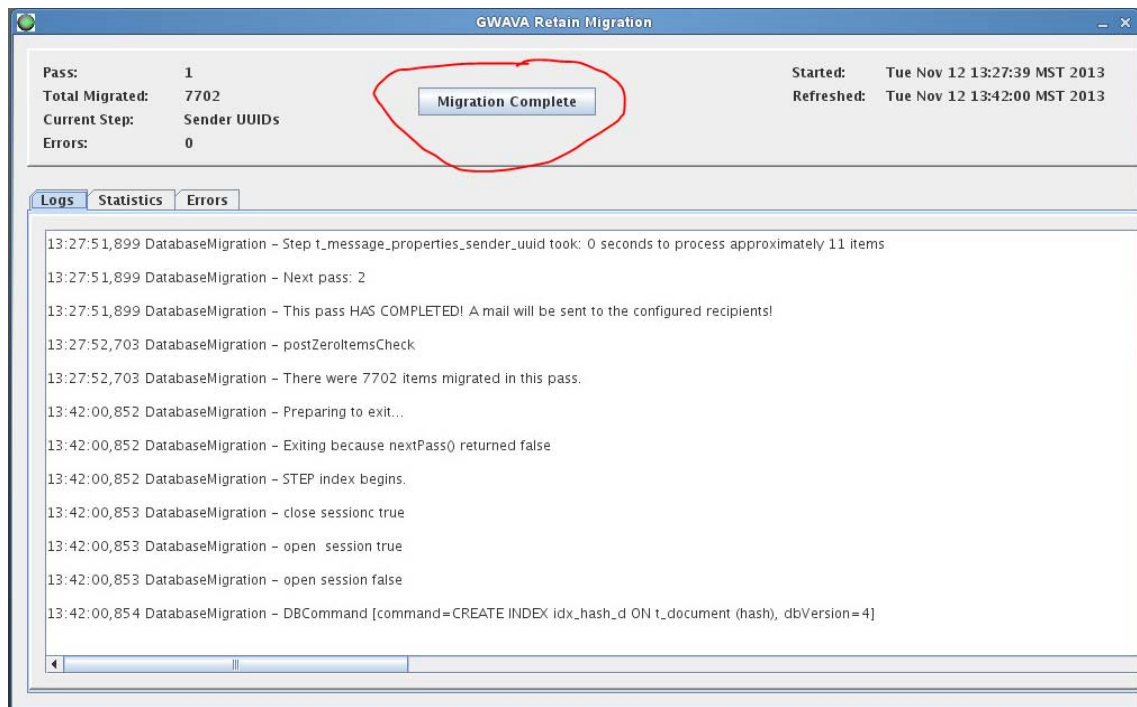 GWAVA Retain Migration
Pass: 1
Total Migrated: 7702
Current Step: Sender UUIDs
Errors: 0
Migration Complete
Started: Tue Nov 12 13:27:39 MST 2013
Refreshed: Tue Nov 12 13:42:00 MST 2013
Logs Statistics Errors
13:27:51,899 DatabaseMigration – Step t_message_properties_sender_uuid took: 0 seconds to process approximately 11 items
13:27:51,899 DatabaseMigration – Next pass: 2
13:27:51,899 DatabaseMigration – This pass HAS COMPLETED! A mail will be sent to the configured recipients!
13:27:52,703 DatabaseMigration – postZeroItemsCheck
13:27:52,703 DatabaseMigration – There were 7702 items migrated in this pass.
13:42:00,852 DatabaseMigration – Preparing to exit...
13:42:00,852 DatabaseMigration – Exiting because nextPass() returned false
13:42:00,852 DatabaseMigration – STEP index begins.
13:42:00,853 DatabaseMigration – close sessionc true
13:42:00,853 DatabaseMigration – open session true
13:42:00,853 DatabaseMigration – open session false
13:42:00,854 DatabaseMigration – DBCommand [command=CREATE INDEX idx_hash_d ON t_document (hash), dbVersion=4]